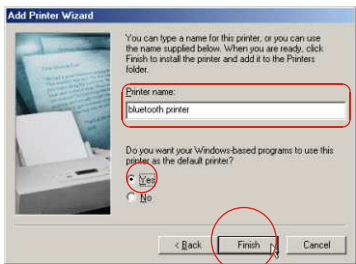 Add Printer Wizard
You can type a name for this printer, or you can use
the name supplied below. When you are ready, click
Finish to install the printer and add it to the Printers
folder.
Printer name:
bluetooth printer
Do you want your Windows-based programs to use this
printer as the default printer?
Yes
No
< Back
Finish
Cancel